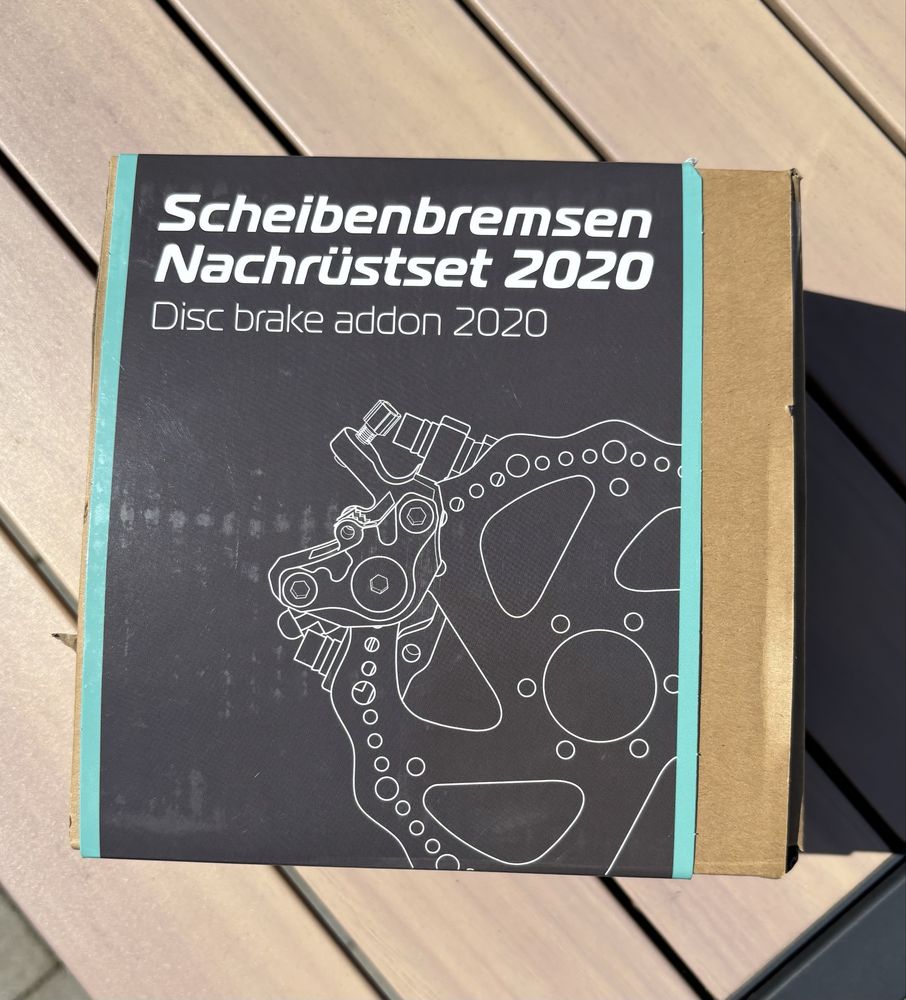 Scheibenbremsen
Nachrüstset 2020
Disc brake addon 2020